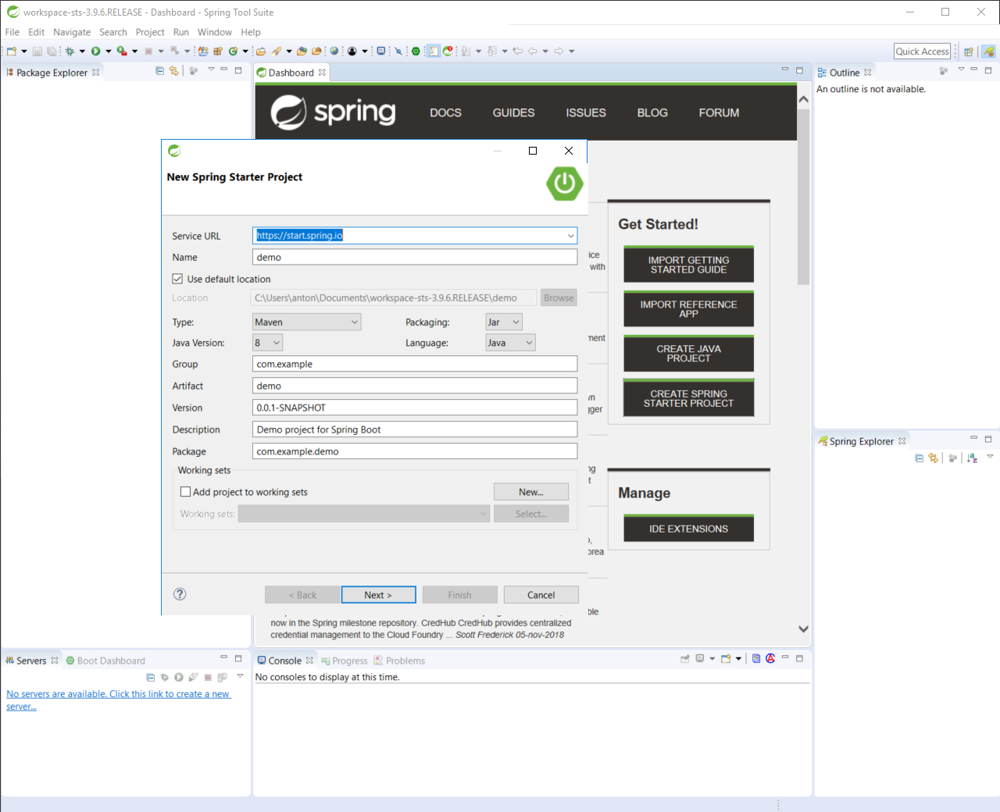 workspace-sts-3.9.6.RELEASE - Dashboard - Spring Tool Suite
File Edit Navigate Search Project Run Window Help
Quick Access
Package Explorer
Dashboard
Outline
An outline is not available.
spring
DOCS GUIDES ISSUES BLOG FORUM
New Spring Starter Project
Service URL https://start.spring.io
Name demo
Use default location
Location C:\Users\anton\Documents\workspace-sts-3.9.6.RELEASE\demo Browse
Type: Maven Packaging: Jar
Java Version: 8 Language: Java
Group com.example
Artifact demo
Version 0.0.1-SNAPSHOT
Description Demo project for Spring Boot
Package com.example.demo
Working sets
Add project to working sets New...
Working sets: Select...
< Back Next > Finish Cancel
with
Get Started!
IMPORT GETTING
STARTED GUIDE
IMPORT REFERENCE
APP
CREATE JAVA
PROJECT
CREATE SPRING
STARTER PROJECT
Manage
IDE EXTENSIONS
now in the Spring milestone repository. CredHub CredHub provides centralized
credential management to the Cloud Foundry ... Scott Frederick 05-nov-2018
Spring Explorer
Servers
Boot Dashboard
No servers are available. Click this link to create a new
server...
Console
Progress
Problems
No consoles to display at this time.